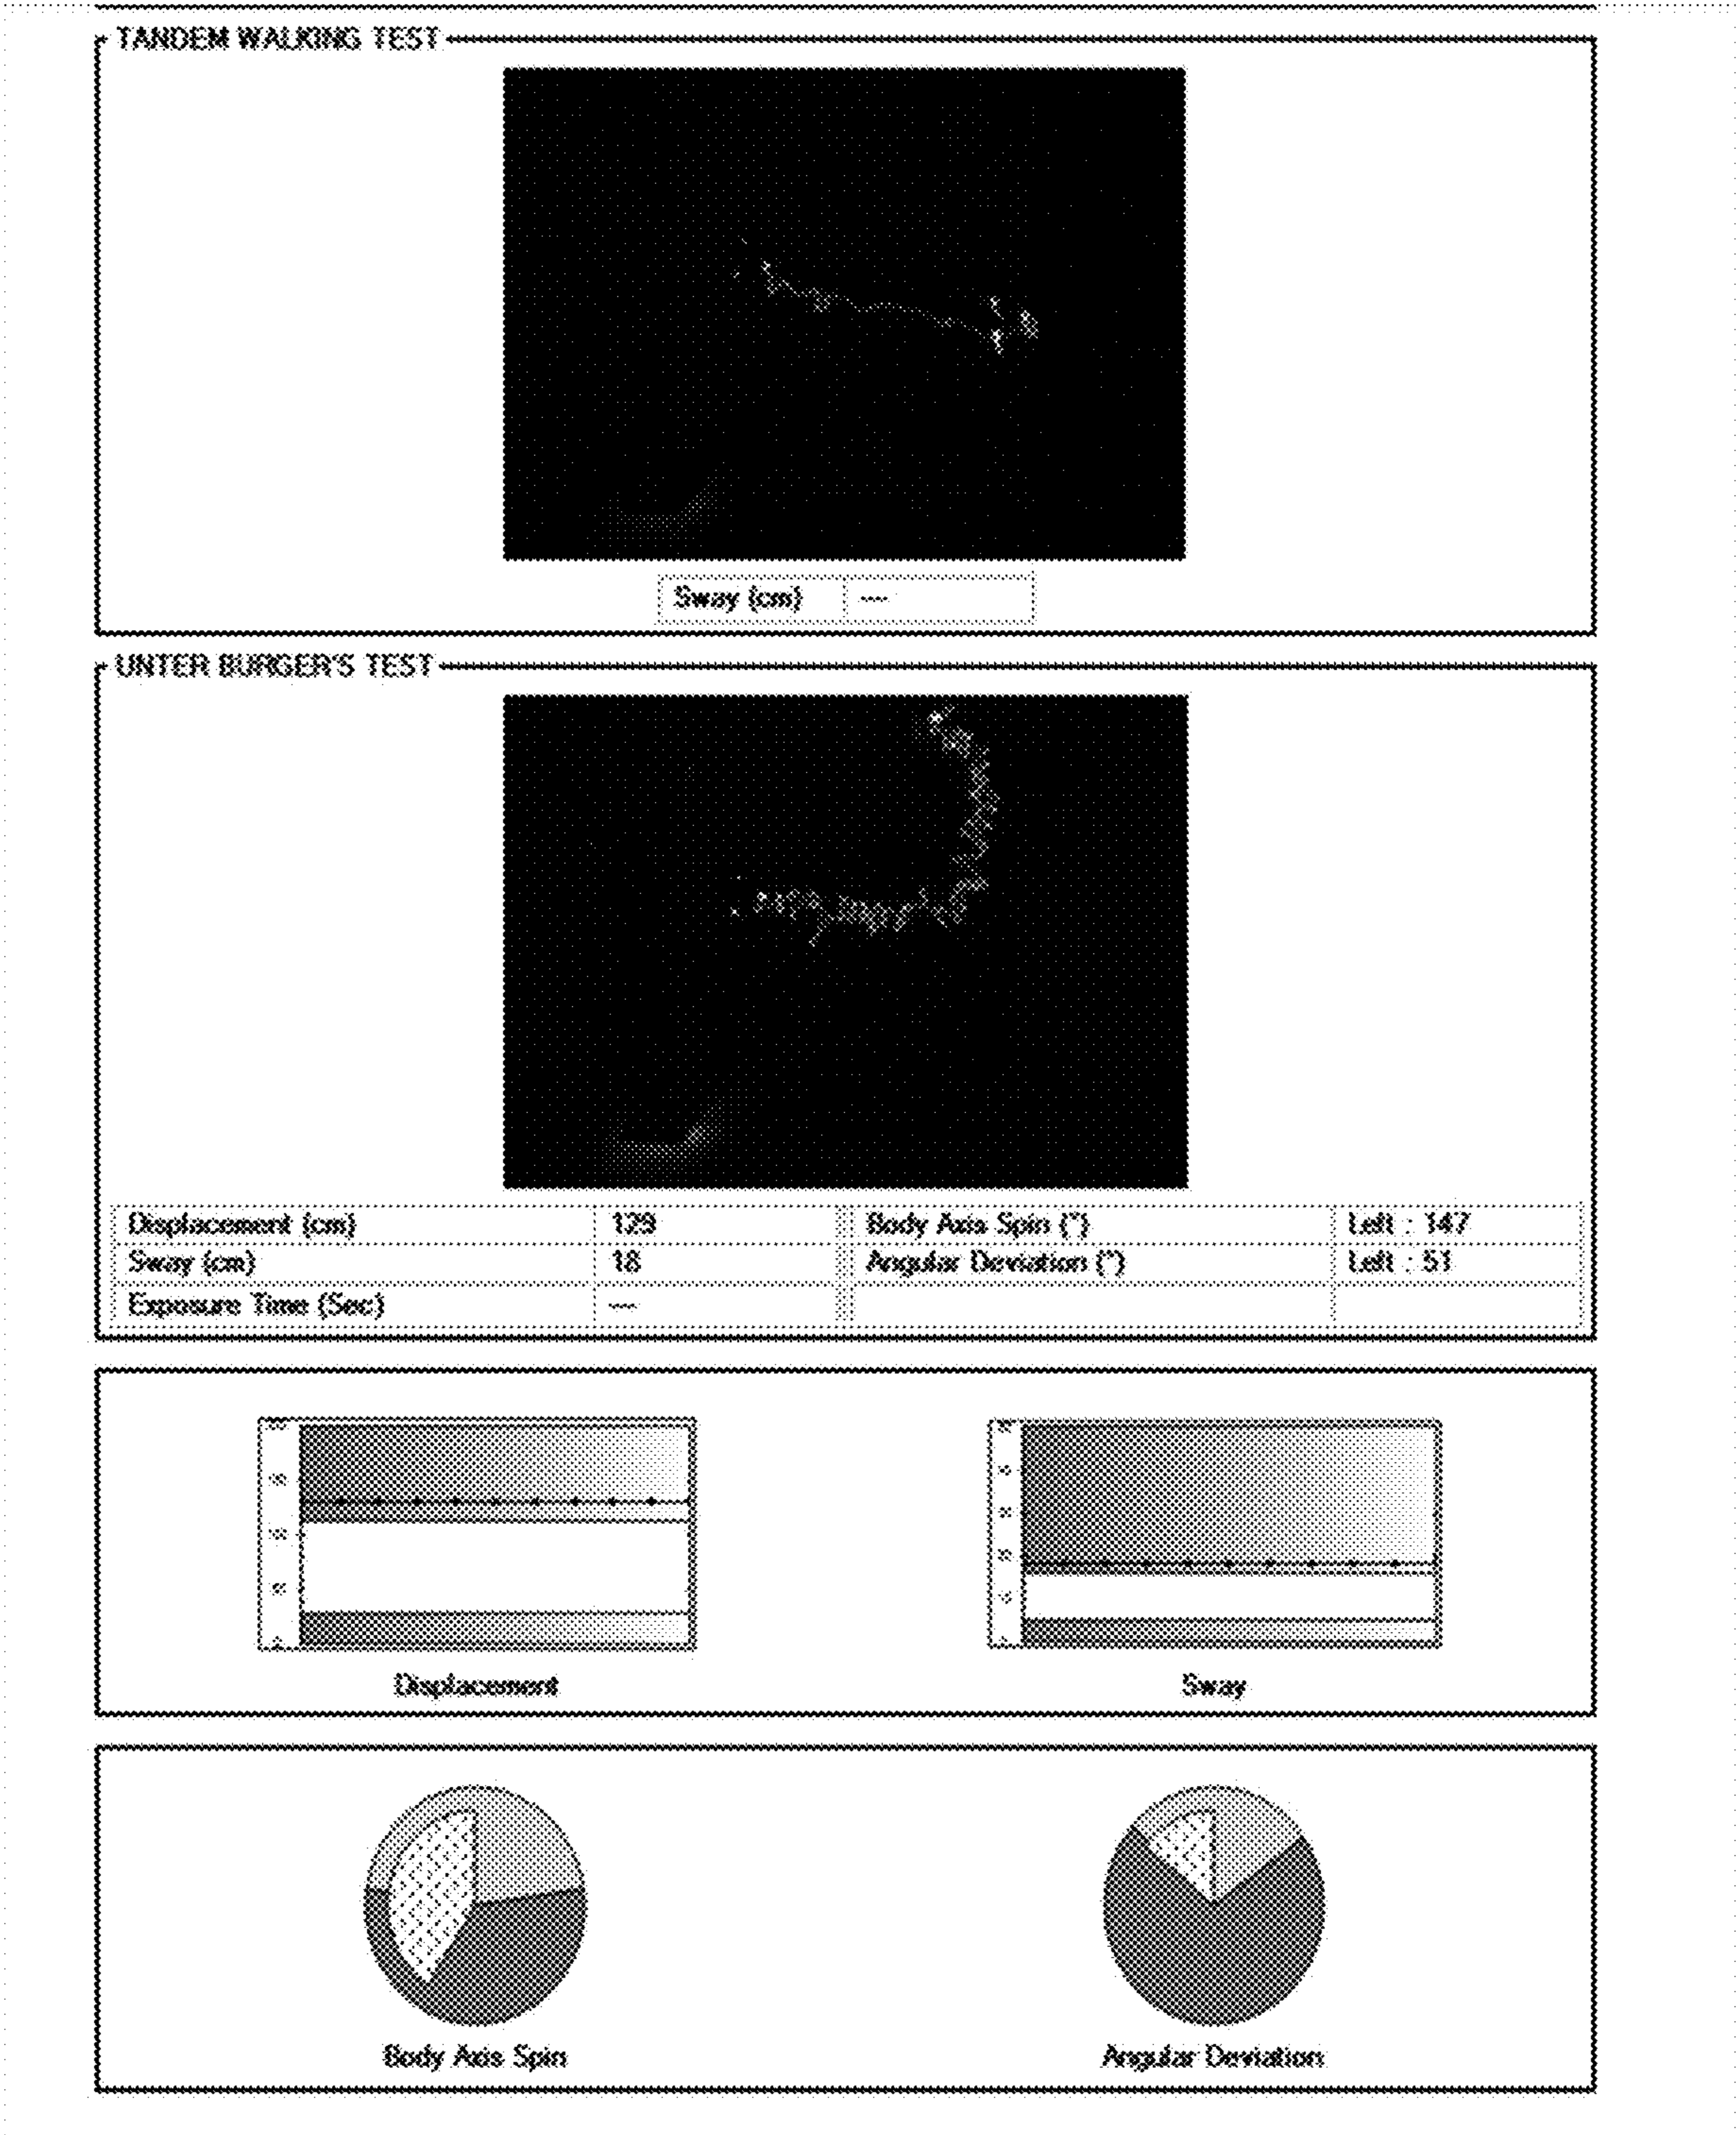 TANDEM WALKING TEST
Sway (cm) ----
UNTER BURGER'S TEST
Displacement (cm) 129 Body Axis Spin (°) Left : 147
Sway (cm) 18 Angular Deviation (°) Left : 51
Exposure Time (Sec) ----
Displacement Sway
Body Axis Spin Angular Deviation